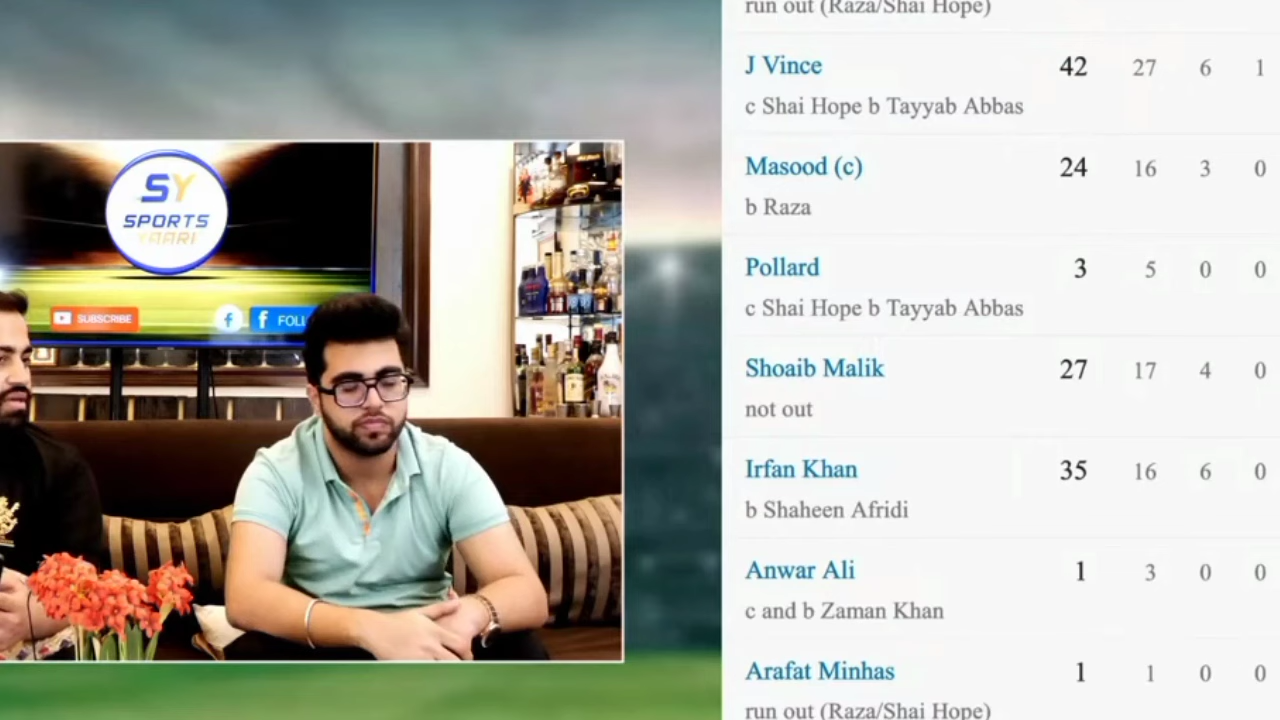 SY
SPORTS
YAARI
SUBSCRIBE
f
f FOLL
run out (Raza/Shai Hope)
J Vince 42 27 6 1
c Shai Hope b Tayyab Abbas
Masood (c) 24 16 3 0
b Raza
Pollard 3 5 0 0
c Shai Hope b Tayyab Abbas
Shoaib Malik 27 17 4 0
not out
Irfan Khan 35 16 6 0
b Shaheen Afridi
Anwar Ali 1 3 0 0
c and b Zaman Khan
Arafat Minhas 1 1 0 0
run out (Raza/Shai Hope)